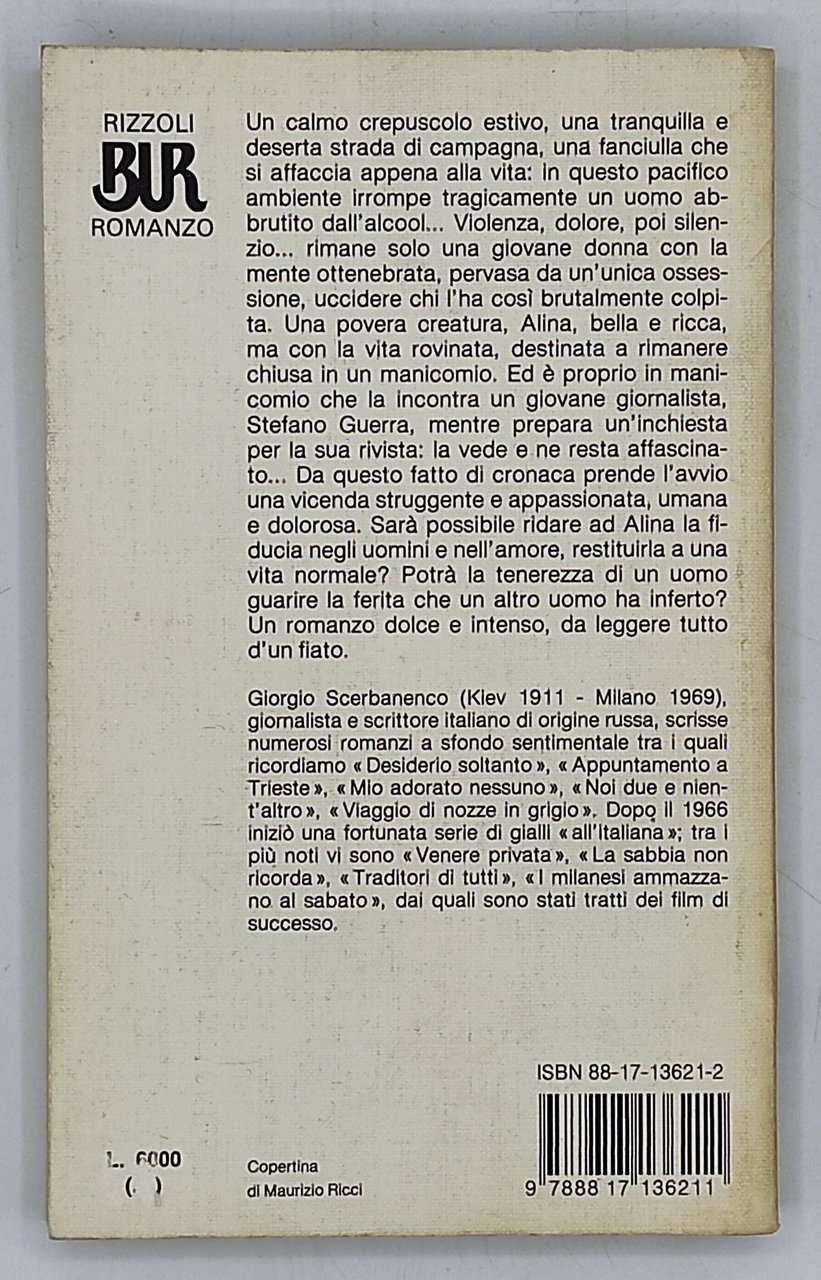 RIZZOLI
BUR
ROMANZO
Un calmo crepuscolo estivo, una tranquilla e
deserta strada di campagna, una fanciulla che
si affaccia appena alla vita: in questo pacifico
ambiente irrompe tragicamente un uomo ab-
brutito dall'alcool... Violenza, dolore, poi silen-
zio... rimane solo una giovane donna con la
mente ottenebrata, pervasa da un'unica osses-
sione, uccidere chi l'ha così brutalmente colpi-
ta. Una povera creatura, Alina, bella e ricca,
ma con la vita rovinata, destinata a rimanere
chiusa in un manicomio. Ed è proprio in mani-
comio che la incontra un giovane giornalista,
Stefano Guerra, mentre prepara un'inchiesta
per la sua rivista: la vede e ne resta affascina-
to... Da questo fatto di cronaca prende l'avvio
una vicenda struggente e appassionata, umana
e dolorosa. Sarà possibile ridare ad Alina la fi-
ducia negli uomini e nell'amore, restituirla a una
vita normale? Potrà la tenerezza di un uomo
guarire la ferita che un altro uomo ha inferto?
Un romanzo dolce e intenso, da leggere tutto
d'un fiato.
Giorgio Scerbanenco (Kiev 1911 - Milano 1969),
giornalista e scrittore italiano di origine russa, scrisse
numerosi romanzi a sfondo sentimentale tra i quali
ricordiamo «Desiderio soltanto», «Appuntamento a
Trieste», «Mio adorato nessuno», «Noi due e nien-
t'altro», «Viaggio di nozze in grigio». Dopo il 1966
iniziò una fortunata serie di gialli «all'italiana»; tra i
più noti vi sono «Venere privata», «La sabbia non
ricorda», «Traditori di tutti», «I milanesi ammazza-
no al sabato», dai quali sono stati tratti dei film di
successo.
ISBN 88-17-13621-2
9 788817 136211
L. 6000
( )
Copertina
di Maurizio Ricci